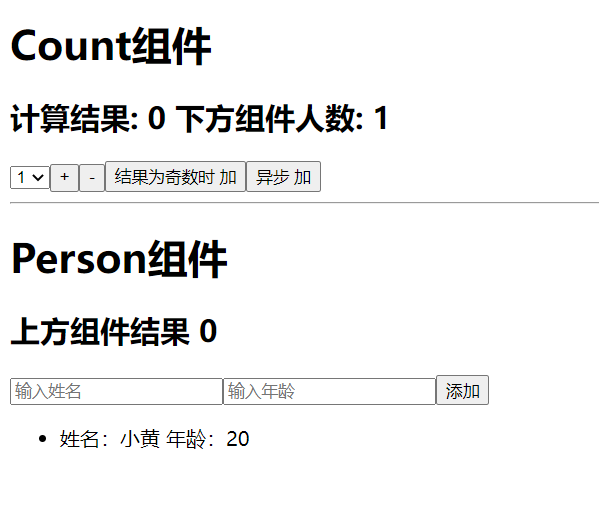 Count组件
计算结果: 0 下方组件人数: 1
1 + - 结果为奇数时 加 异步 加
Person组件
上方组件结果 0
输入姓名 输入年龄 添加
姓名：小黄 年龄：20